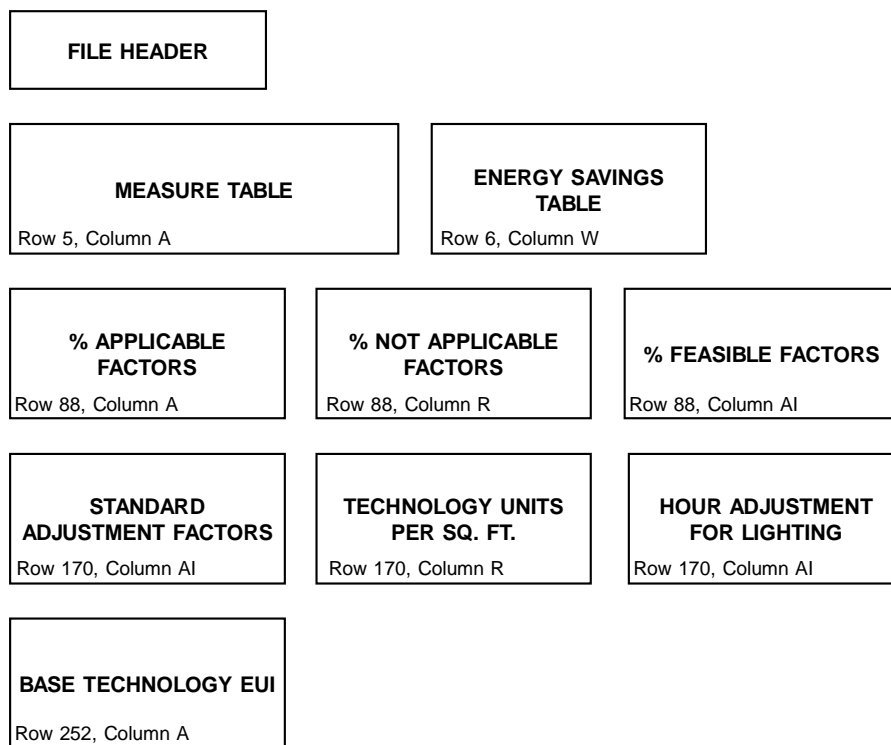 FILE HEADER
MEASURE TABLE
Row 5, Column A
ENERGY SAVINGS
TABLE
Row 6, Column W
% APPLICABLE
FACTORS
Row 88, Column A
% NOT APPLICABLE
FACTORS
Row 88, Column R
% FEASIBLE FACTORS
Row 88, Column AI
STANDARD
ADJUSTMENT FACTORS
Row 170, Column AI
TECHNOLOGY UNITS
PER SQ. FT.
Row 170, Column R
HOUR ADJUSTMENT
FOR LIGHTING
Row 170, Column AI
BASE TECHNOLOGY EUI
Row 252, Column A